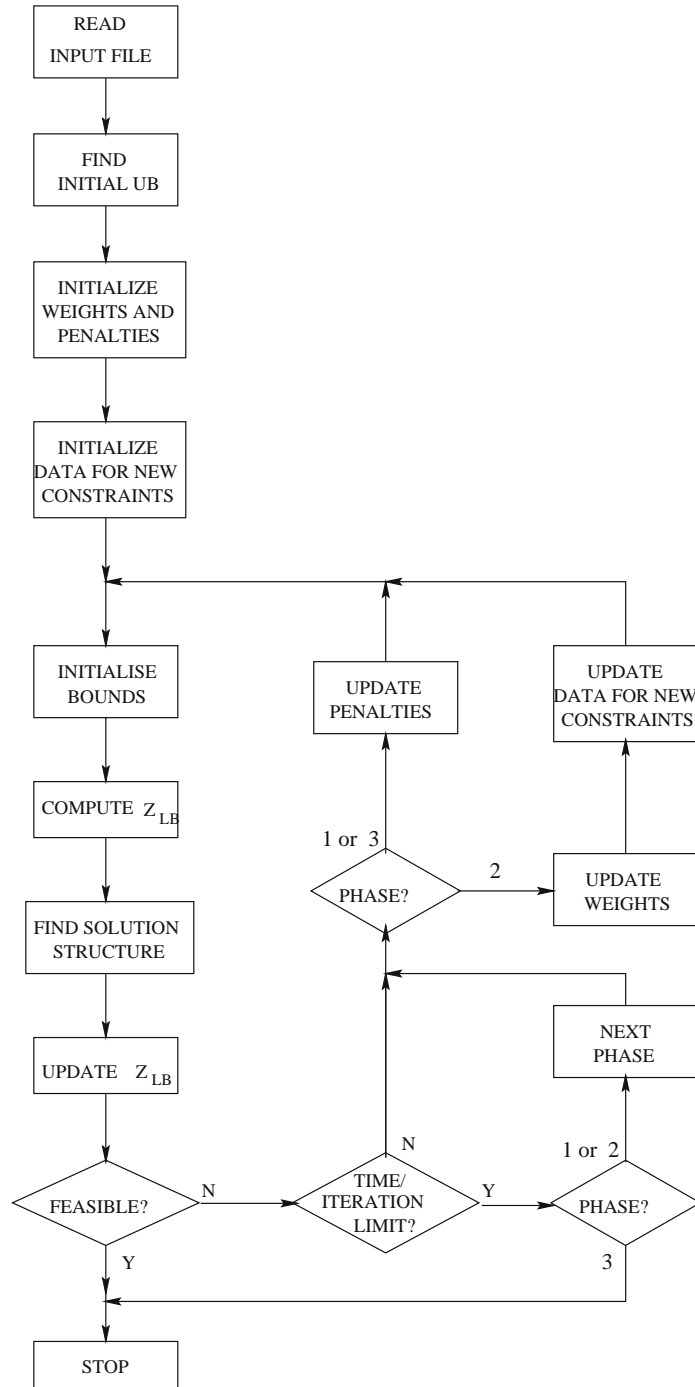 READ
INPUT FILE
FIND
INITIAL UB
INITIALIZE
WEIGHTS AND
PENALTIES
INITIALIZE
DATA FOR NEW
CONSTRAINTS
INITIALISE
BOUNDS
COMPUTE Z LB
FIND SOLUTION
STRUCTURE
UPDATE Z LB
FEASIBLE?
N
Y
STOP
TIME/
ITERATION
LIMIT?
N
Y
PHASE?
1 or 2
3
NEXT
PHASE
PHASE?
1 or 3
2
UPDATE
PENALTIES
UPDATE
WEIGHTS
UPDATE
DATA FOR NEW
CONSTRAINTS